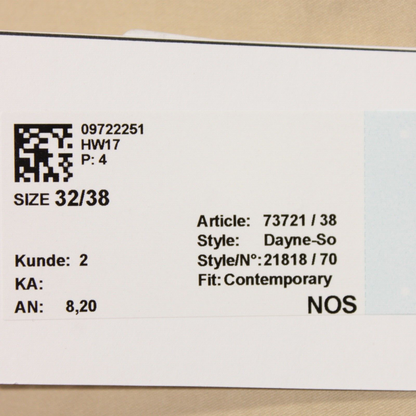 09722251
HW17
P: 4
SIZE 32/38
Article: 73721 / 38
Style: Dayne-So
Kunde: 2
Style/N°: 21818 / 70
KA:
Fit: Contemporary
AN: 8,20
NOS